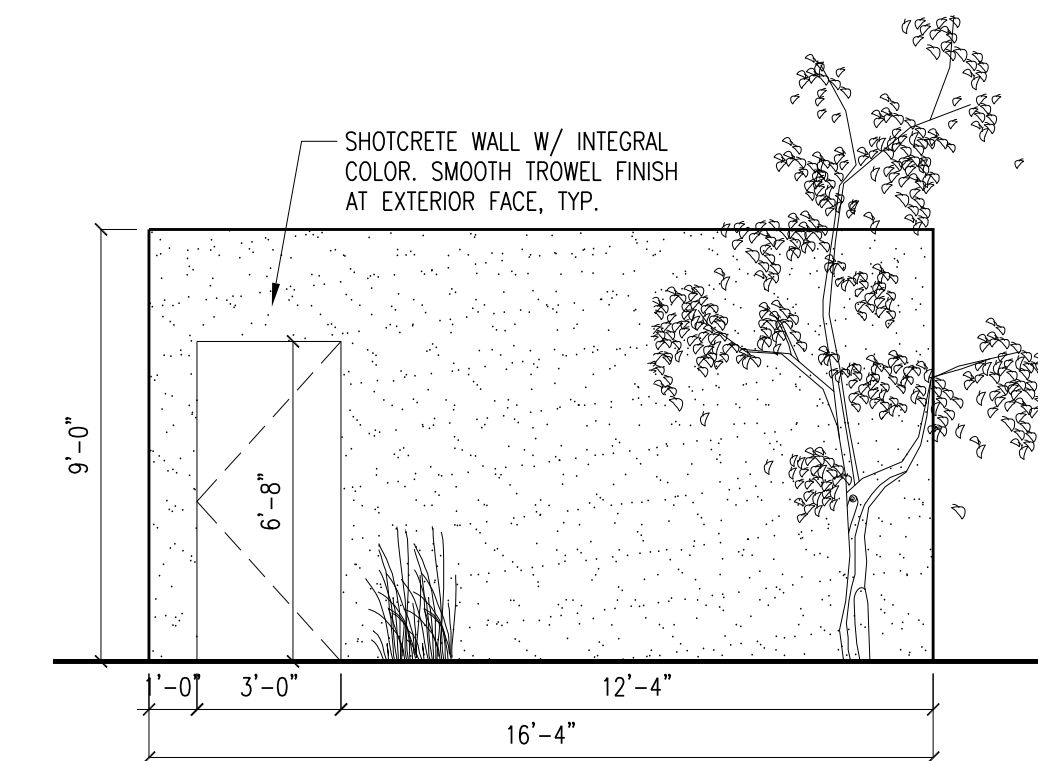 SHOTCRETE WALL W/ INTEGRAL
COLOR. SMOOTH TROWEL FINISH
AT EXTERIOR FACE, TYP.
9'-0"
6'-8"
1'-0" 3'-0" 12'-4"
16'-4"